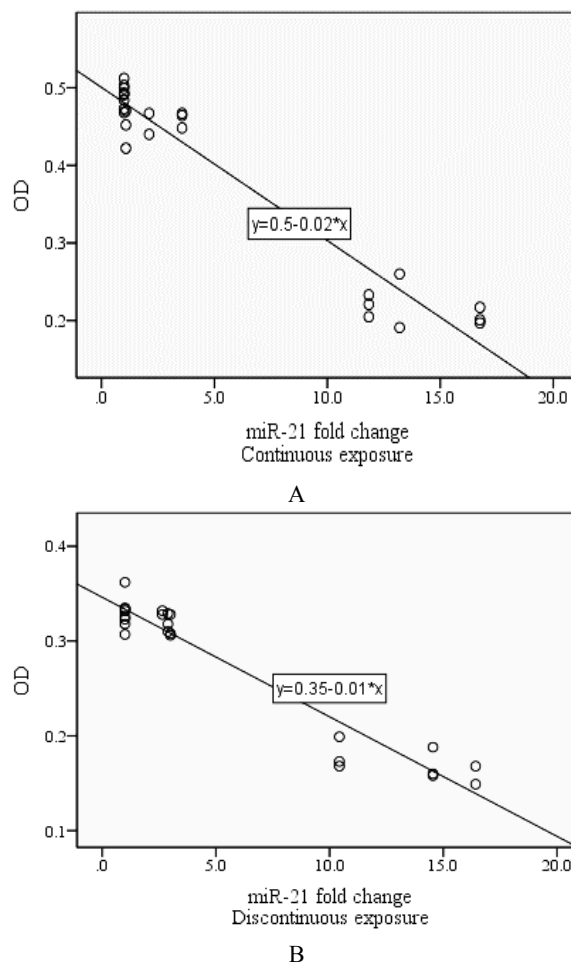 0.5
0.4
0.3
0.2
OD
y=0.5-0.02*x
.0 5.0 10.0 15.0 20.0
miR-21 fold change
Continuous exposure
A
0.4
0.3
0.2
0.1
OD
y=0.35-0.01*x
.0 5.0 10.0 15.0 20.0
miR-21 fold change
Discontinuous exposure
B